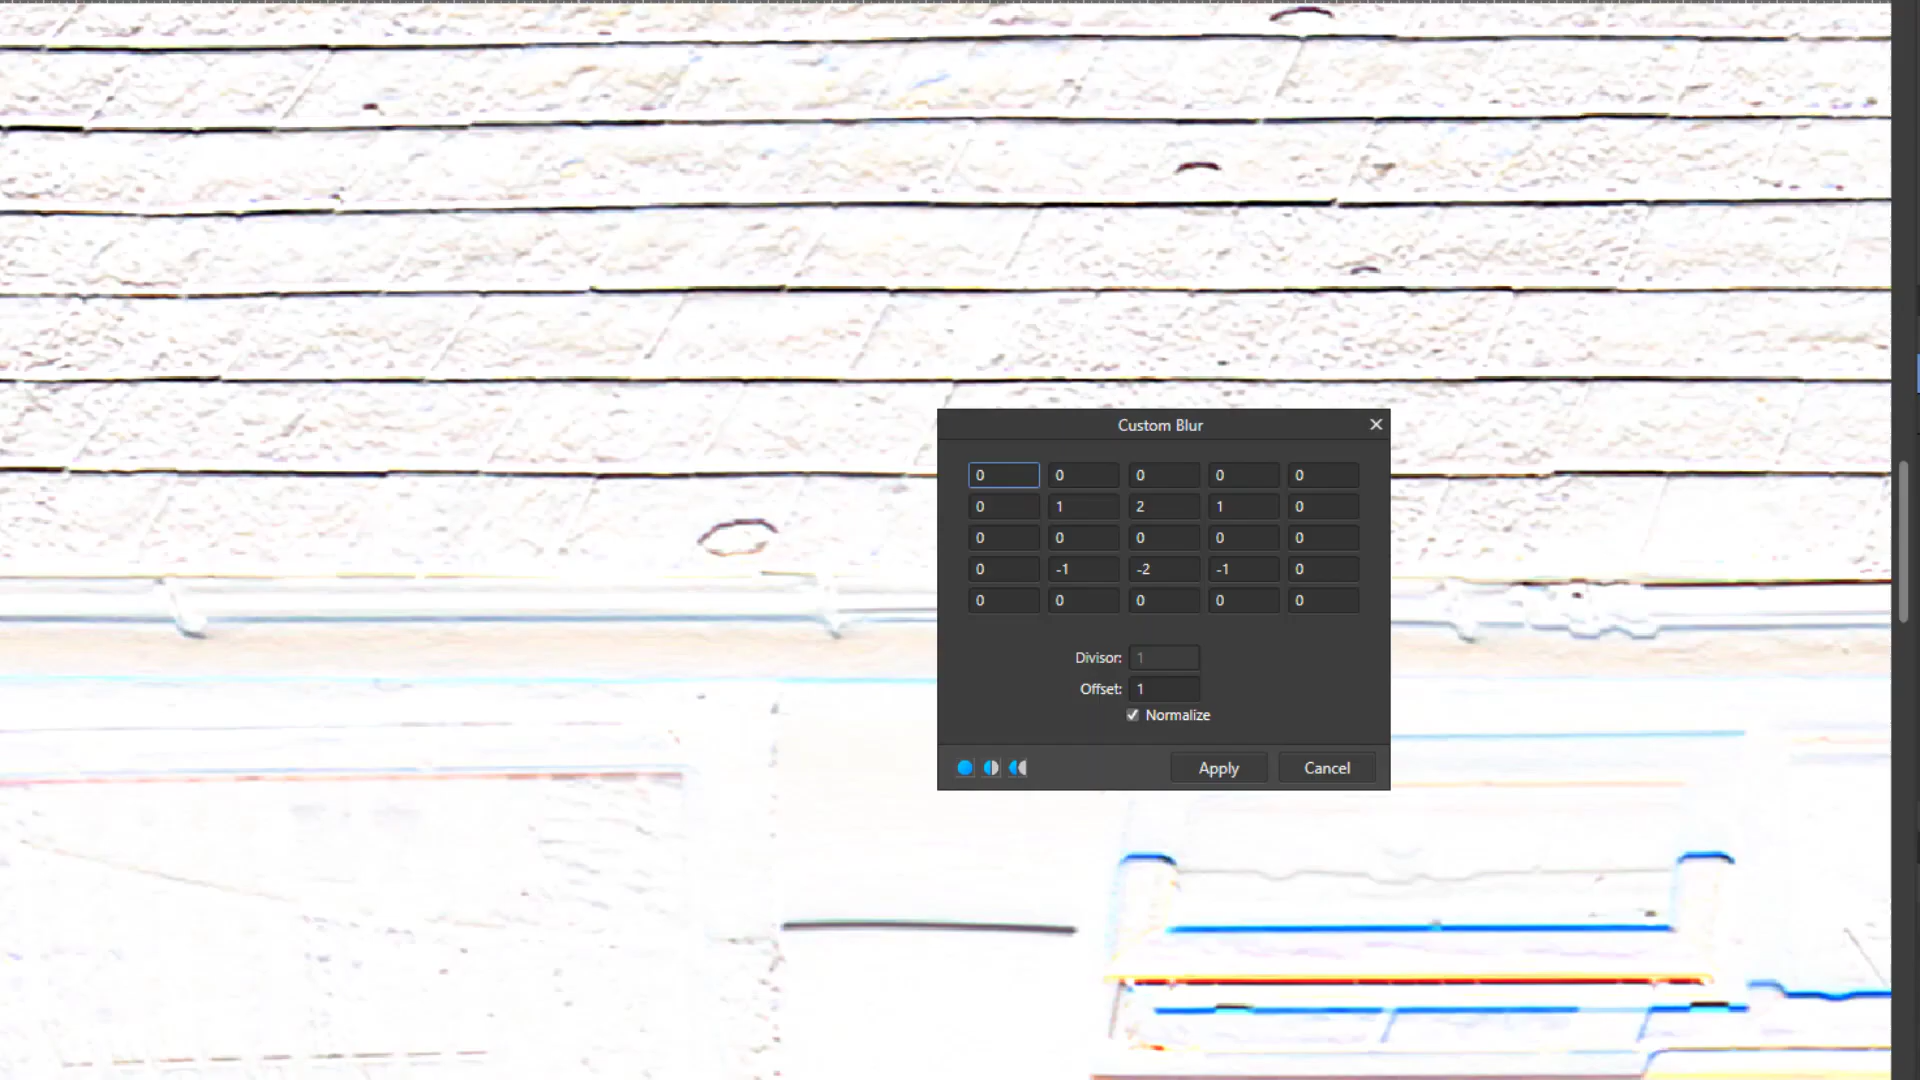 Custom Blur
0 0 0 0 0
0 1 2 1 0
0 0 0 0 0
0 -1 -2 -1 0
0 0 0 0 0
Divisor: 1
Offset: 1
Normalize
Apply Cancel